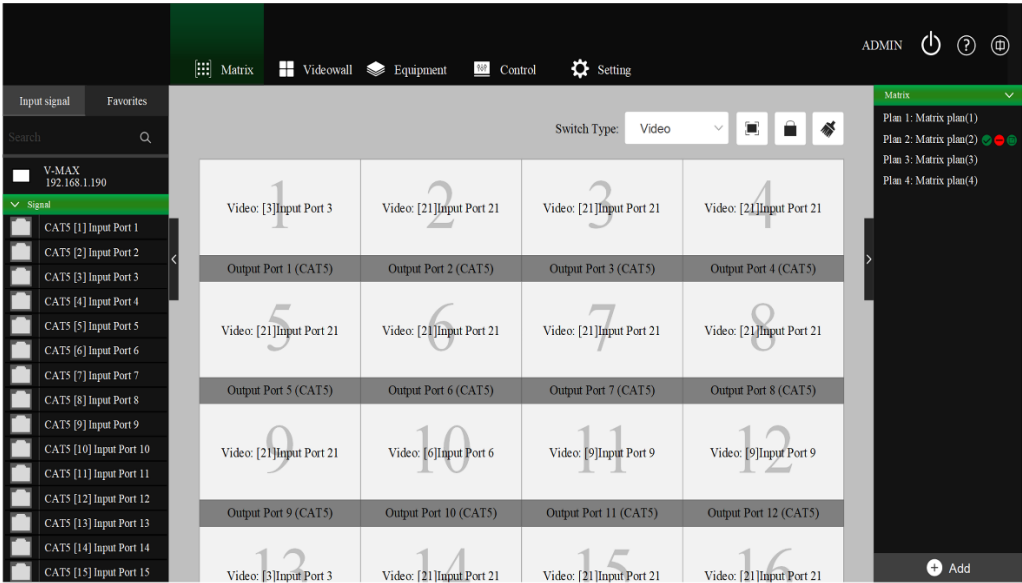 ADMIN
Matrix
Videowall
Equipment
Control
Setting
Input signal
Favorites
Search
V-MAX
192.168.1.190
Signal
CAT5 [1] Input Port 1
CAT5 [2] Input Port 2
CAT5 [3] Input Port 3
CAT5 [4] Input Port 4
CAT5 [5] Input Port 5
CAT5 [6] Input Port 6
CAT5 [7] Input Port 7
CAT5 [8] Input Port 8
CAT5 [9] Input Port 9
CAT5 [10] Input Port 10
CAT5 [11] Input Port 11
CAT5 [12] Input Port 12
CAT5 [13] Input Port 13
CAT5 [14] Input Port 14
CAT5 [15] Input Port 15
Switch Type: Video
1 2 3 4
Video: [3]Input Port 3 Video: [21]Input Port 21 Video: [21]Input Port 21 Video: [21]Input Port 21
Output Port 1 (CAT5) Output Port 2 (CAT5) Output Port 3 (CAT5) Output Port 4 (CAT5)
5 6 7 8
Video: [21]Input Port 21 Video: [21]Input Port 21 Video: [21]Input Port 21 Video: [21]Input Port 21
Output Port 5 (CAT5) Output Port 6 (CAT5) Output Port 7 (CAT5) Output Port 8 (CAT5)
9 10 11 12
Video: [21]Input Port 21 Video: [6]Input Port 6 Video: [9]Input Port 9 Video: [9]Input Port 9
Output Port 9 (CAT5) Output Port 10 (CAT5) Output Port 11 (CAT5) Output Port 12 (CAT5)
13 14 15 16
Video: [3]Input Port 3 Video: [21]Input Port 21 Video: [21]Input Port 21 Video: [21]Input Port 21
Matrix
Plan 1: Matrix plan(1)
Plan 2: Matrix plan(2)
Plan 3: Matrix plan(3)
Plan 4: Matrix plan(4)
Add